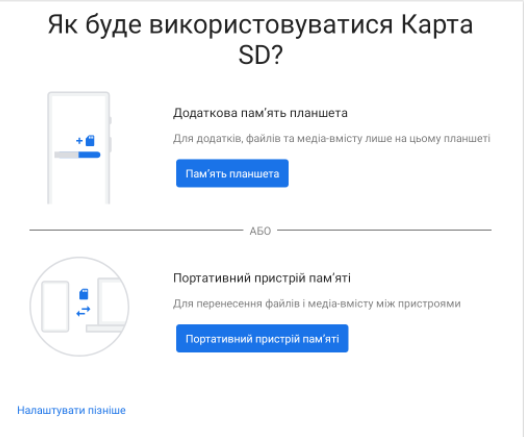 Як буде використовуватися Карта
SD?
Додаткова пам'ять планшета
Для додатків, файлів та медіа-вмісту лише на цьому планшеті
Пам'ять планшета
АБО
Портативний пристрій пам'яті
Для перенесення файлів і медіа-вмісту між пристроями
Портативний пристрій пам'яті
Налаштувати пізніше